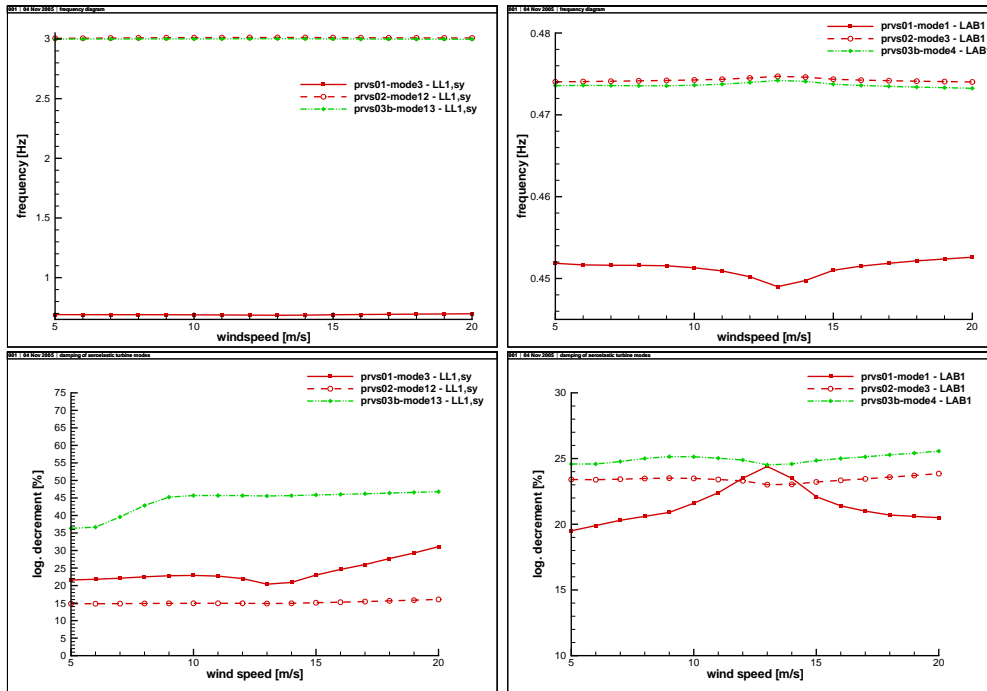 001 | 04 Nov 2005 | frequency diagram
3
2.5
2
1.5
1
frequency [Hz]
prvs01-mode3 - LL1,sy
prvs02-mode12 - LL1,sy
prvs03b-mode13 - LL1,sy
5
10
15
20
windspeed [m/s]
001 | 04 Nov 2005 | frequency diagram
0.48
0.47
0.46
0.45
frequency [Hz]
prvs01-mode1 - LAB1
prvs02-mode3 - LAB1
prvs03b-mode4 - LAB1
5
10
15
20
windspeed [m/s]
001 | 04 Nov 2005 | damping of aeroelastic turbine modes
75
70
65
60
55
50
45
40
35
30
25
20
15
10
5
0
log. decrement [%]
prvs01-mode3 - LL1,sy
prvs02-mode12 - LL1,sy
prvs03b-mode13 - LL1,sy
5
10
15
20
wind speed [m/s]
001 | 04 Nov 2005 | damping of aeroelastic turbine modes
30
25
20
15
10
log. decrement [%]
prvs01-mode1 - LAB1
prvs02-mode3 - LAB1
prvs03b-mode4 - LAB1
5
10
15
20
wind speed [m/s]